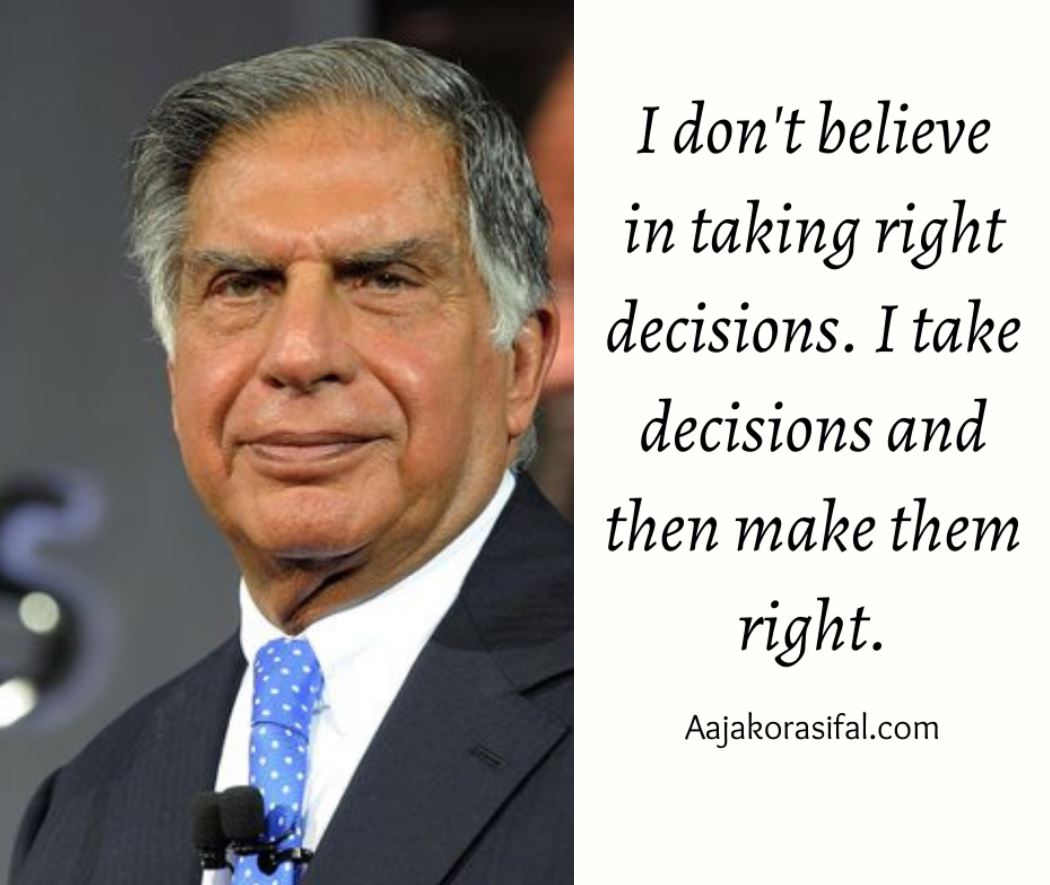 I don't believe
in taking right
decisions. I take
decisions and
then make them
right.
Aajakorasifal.com